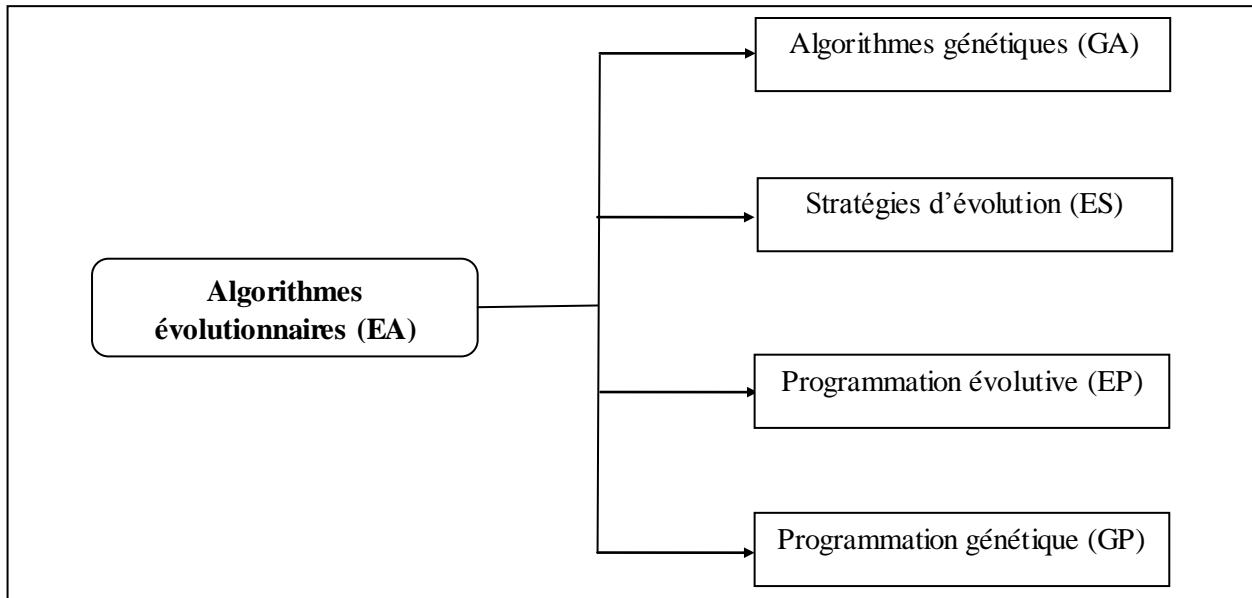 Algorithmes génétiques (GA)
Stratégies d’évolution (ES)
Algorithmes
évolutionnaires (EA)
Programmation évolutive (EP)
Programmation génétique (GP)